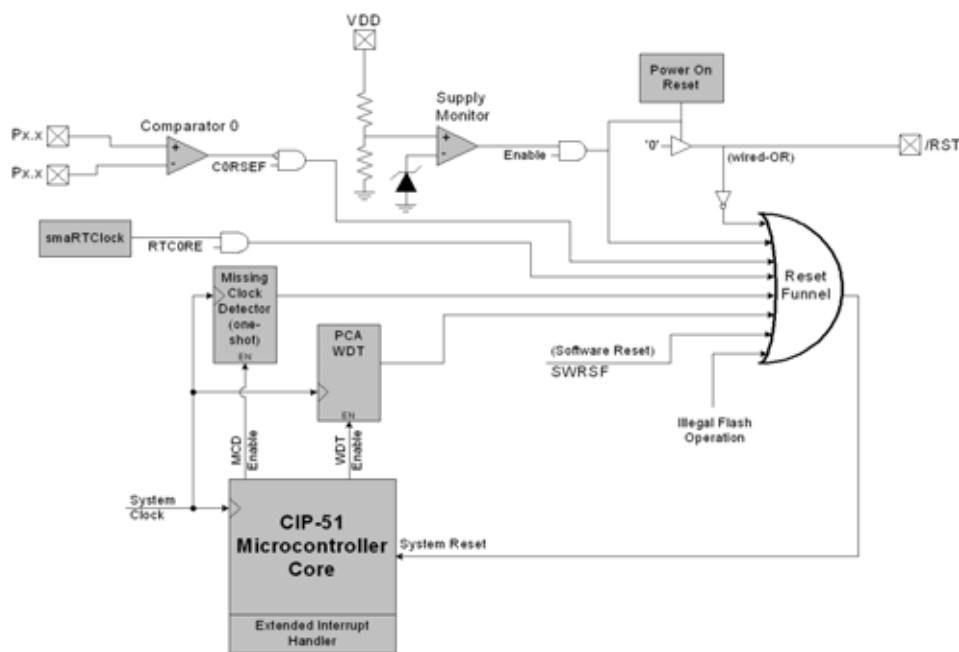 VDD
Power On
Reset
Supply
Monitor
+
-
Px.x
Comparator 0
+
-
Px.x
C0RSEF
Enable
'0'
(wired-OR)
/RST
smaRTClock
RTC0RE
Missing
Clock
Detector
(one-
shot)
EN
PCA
WDT
EN
Reset
Funnel
(Software Reset)
SWRSF
Illegal Flash
Operation
MCD
Enable
WDT
Enable
System
Clock
CIP-51
Microcontroller
Core
System Reset
Extended Interrupt
Handler